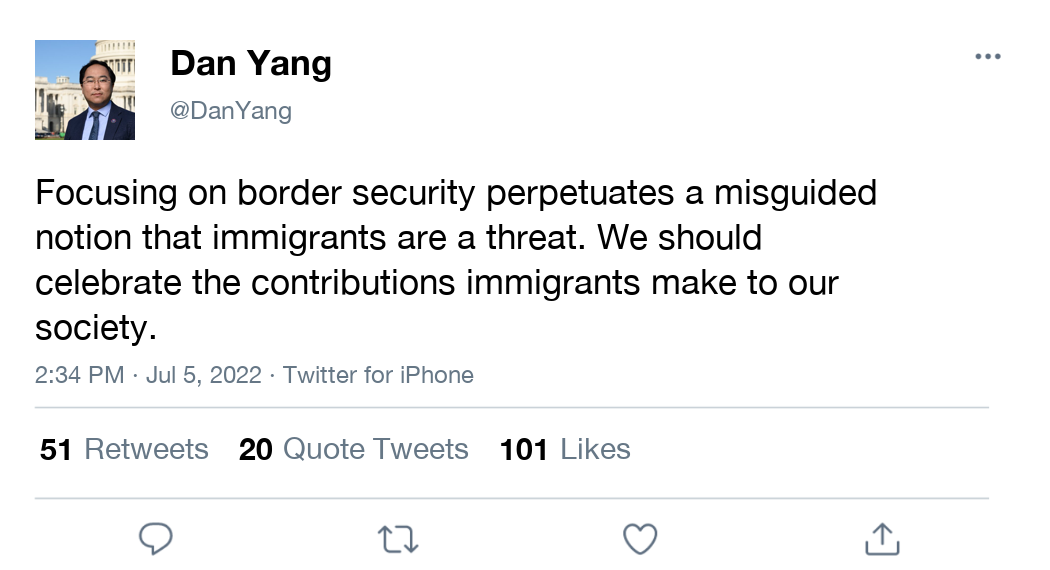 Dan Yang
@DanYang
Focusing on border security perpetuates a misguided
notion that immigrants are a threat. We should
celebrate the contributions immigrants make to our
society.
2:34 PM · Jul 5, 2022 · Twitter for iPhone
51 Retweets 20 Quote Tweets 101 Likes